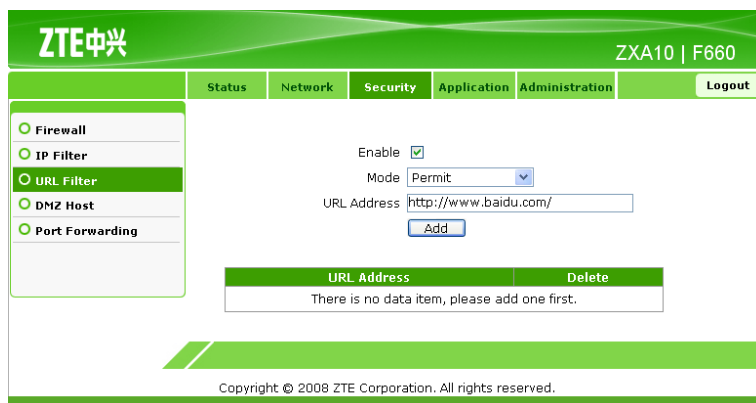 ZTE中兴
ZXA10 | F660
Status Network Security Application Administration Logout
Firewall
IP Filter
URL Filter
DMZ Host
Port Forwarding
Enable
Mode Permit
URL Address http://www.baidu.com/
Add
URL Address Delete
There is no data item, please add one first.
Copyright © 2008 ZTE Corporation. All rights reserved.